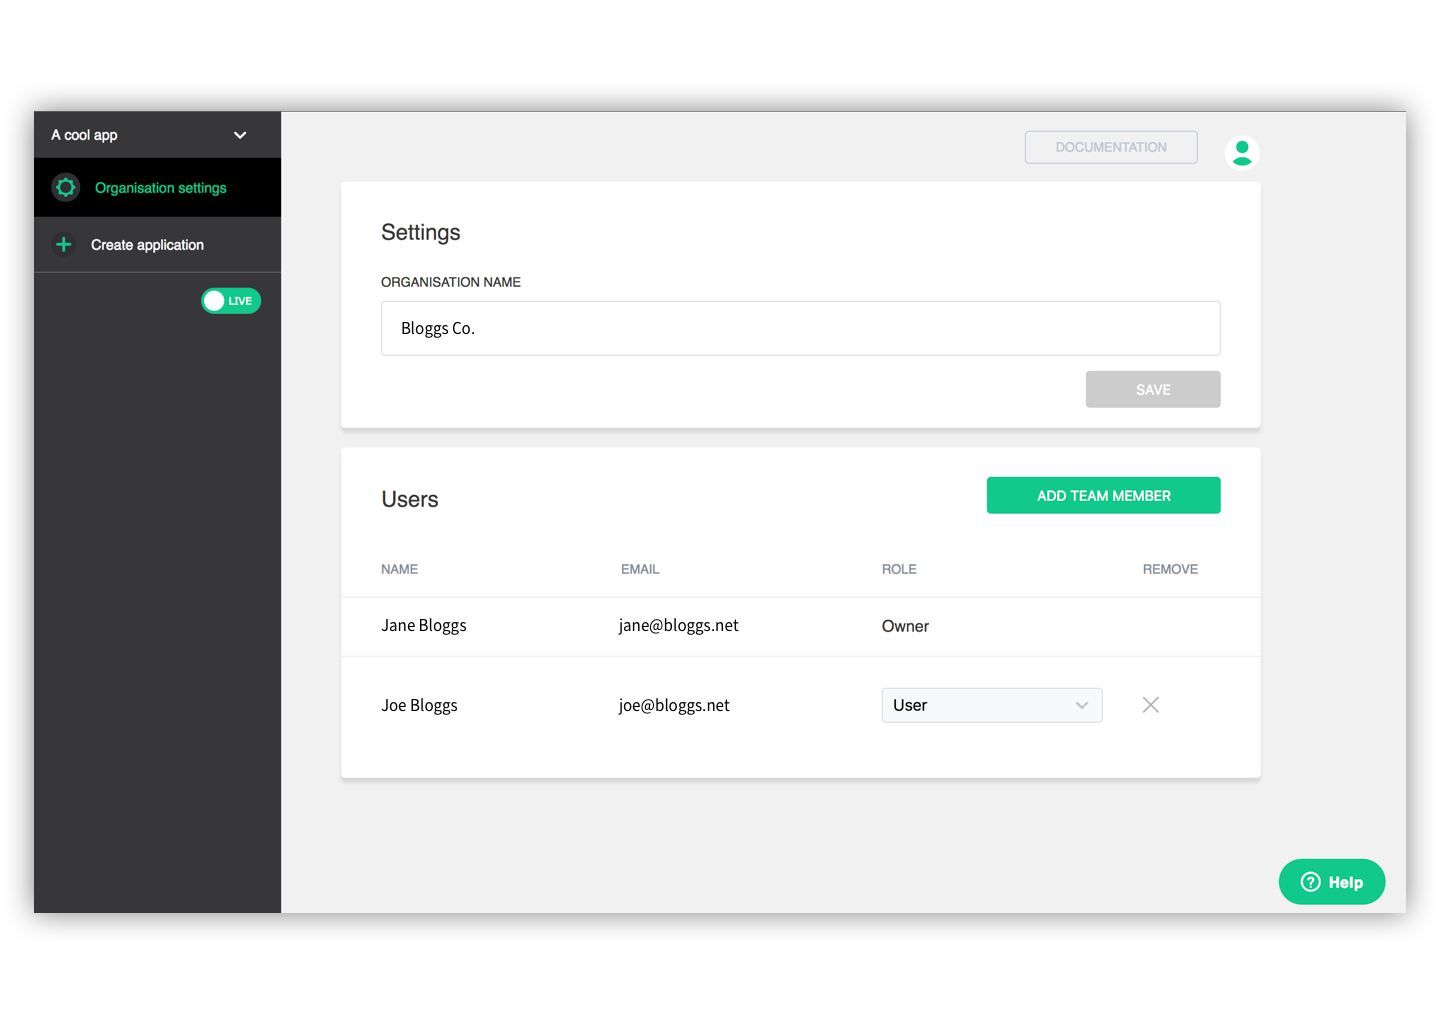 A cool app
Organisation settings
Create application
LIVE
DOCUMENTATION
Settings
ORGANISATION NAME
Bloggs Co.
SAVE
Users
ADD TEAM MEMBER
NAME EMAIL ROLE REMOVE
Jane Bloggs jane@bloggs.net Owner
Joe Bloggs joe@bloggs.net User
? Help